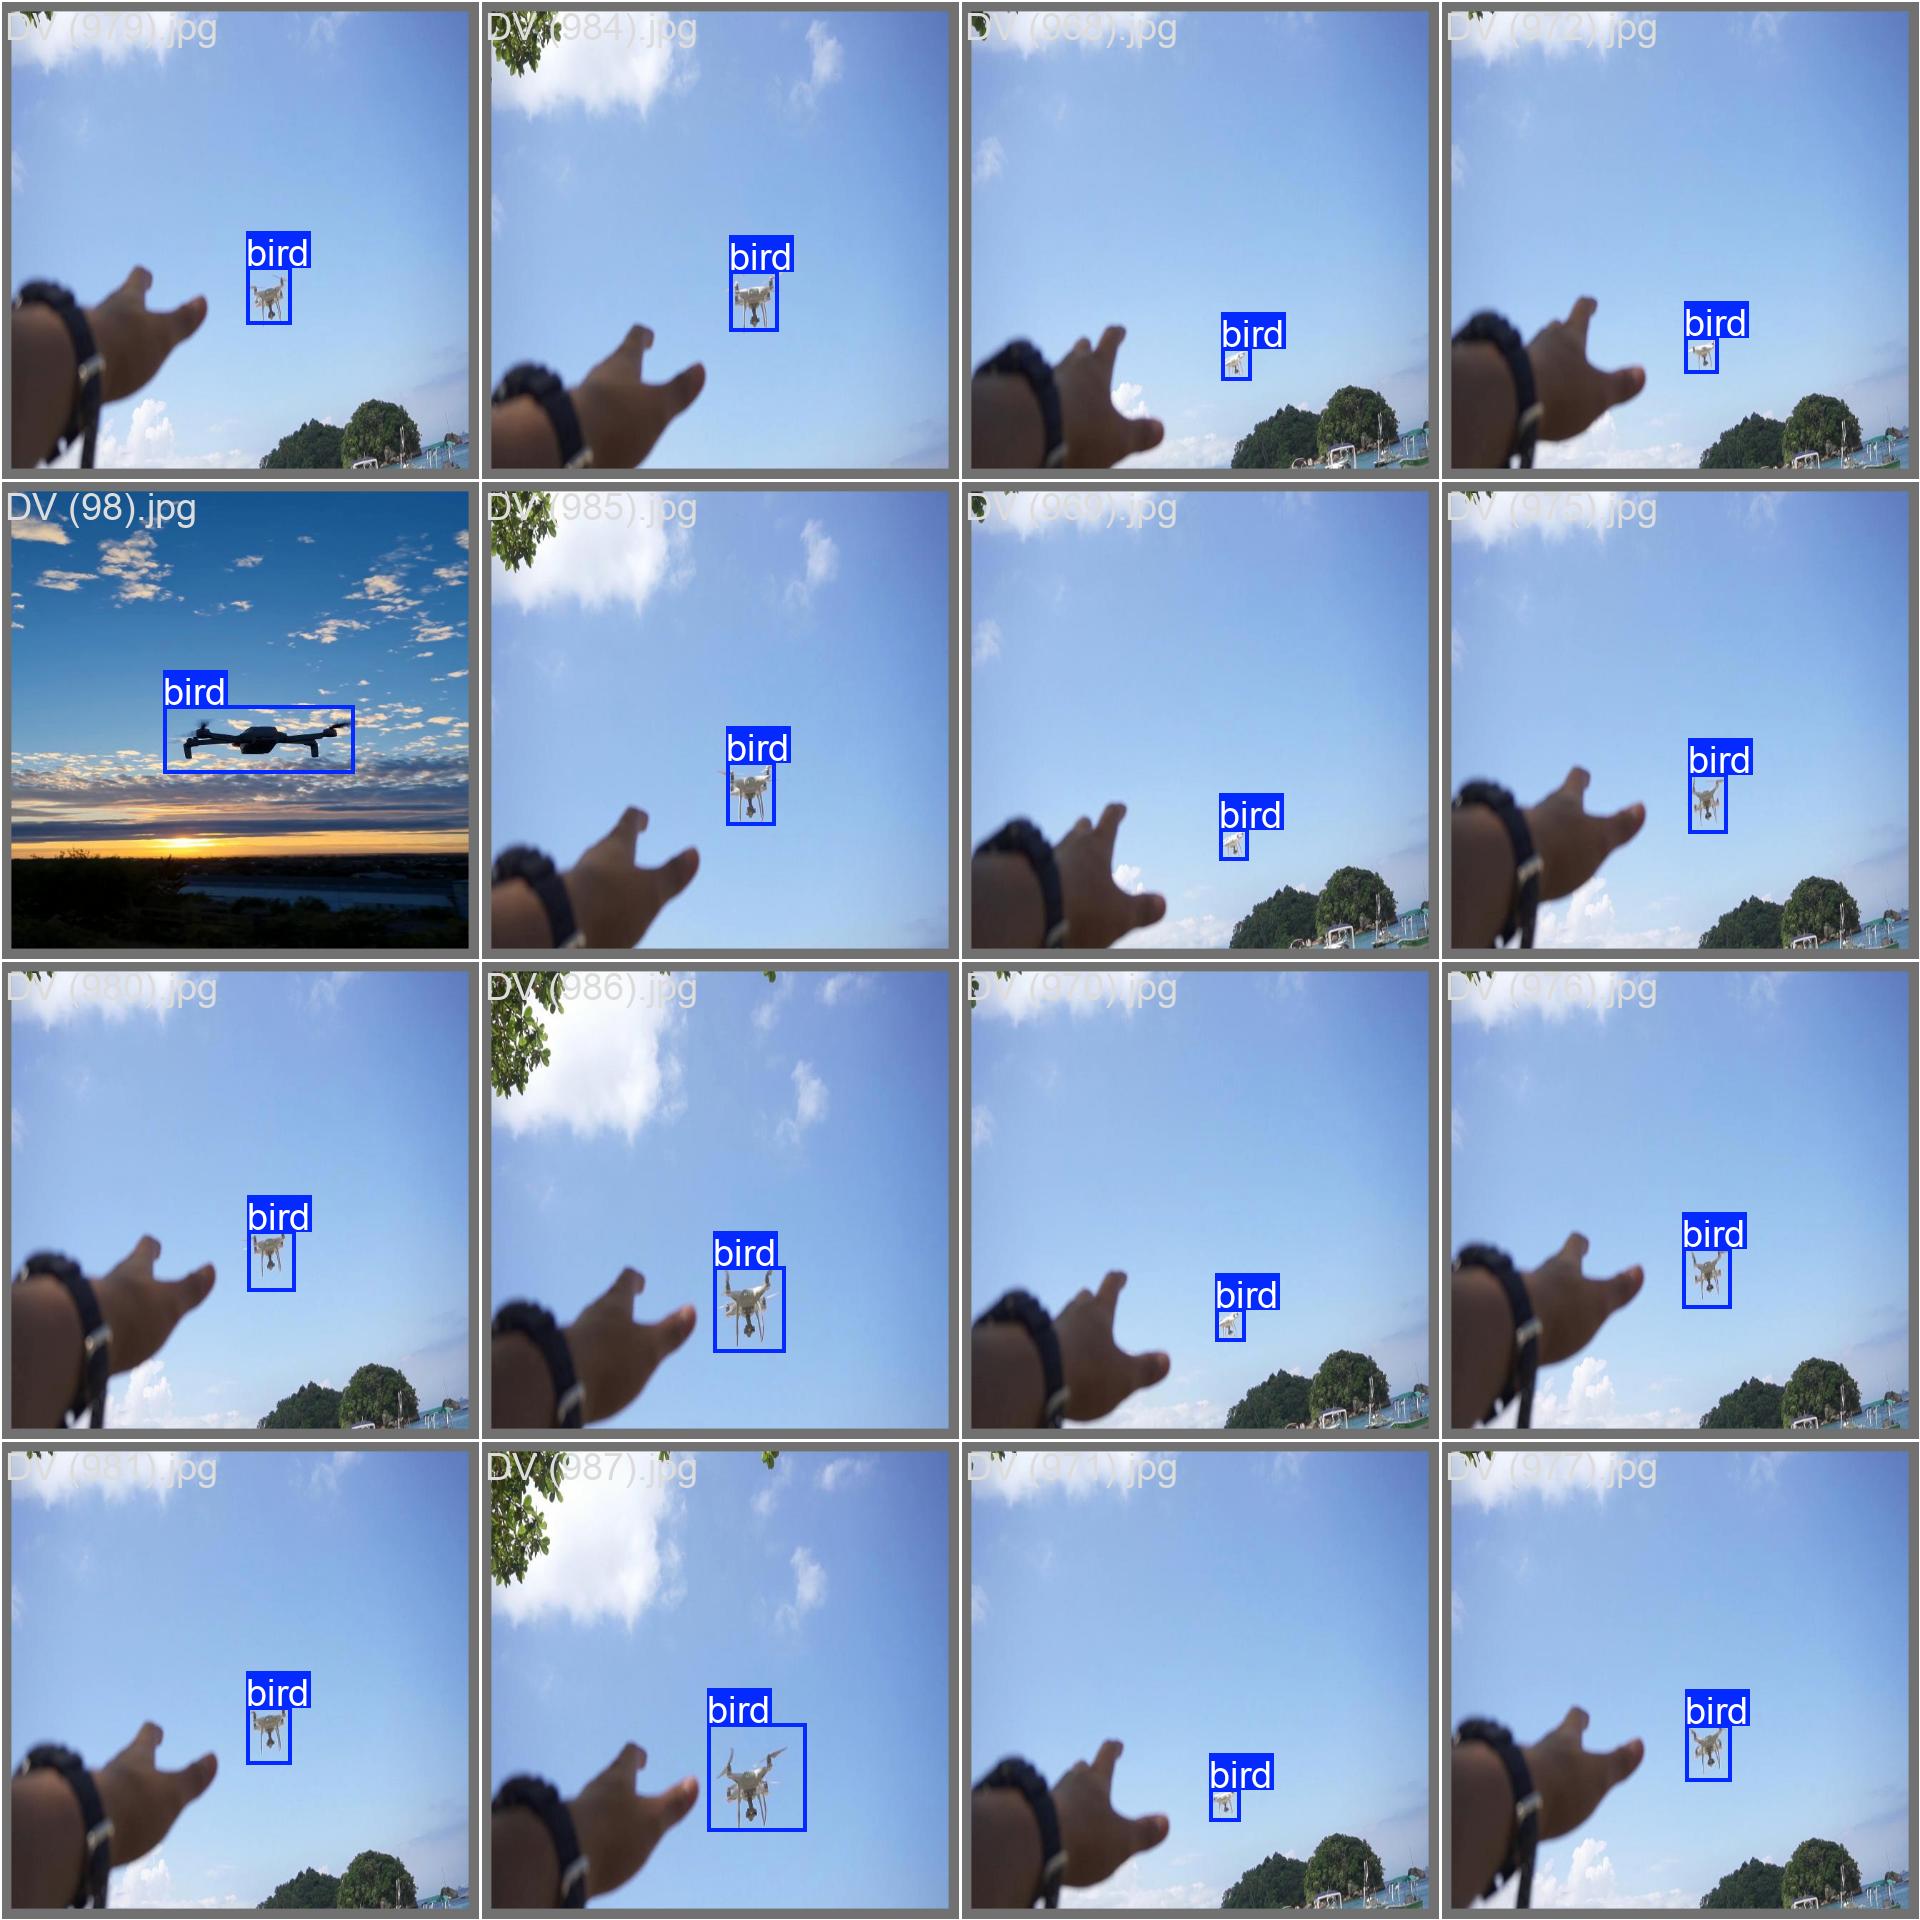 DV (979).jpg
bird
DV (984).jpg
bird
DV (968).jpg
bird
DV (972).jpg
bird
DV (98).jpg
bird
DV (985).jpg
bird
DV (969).jpg
bird
DV (975).jpg
bird
DV (980).jpg
bird
DV (986).jpg
bird
DV (970).jpg
bird
DV (976).jpg
bird
DV (981).jpg
bird
DV (987).jpg
bird
DV (971).jpg
bird
DV (977).jpg
bird